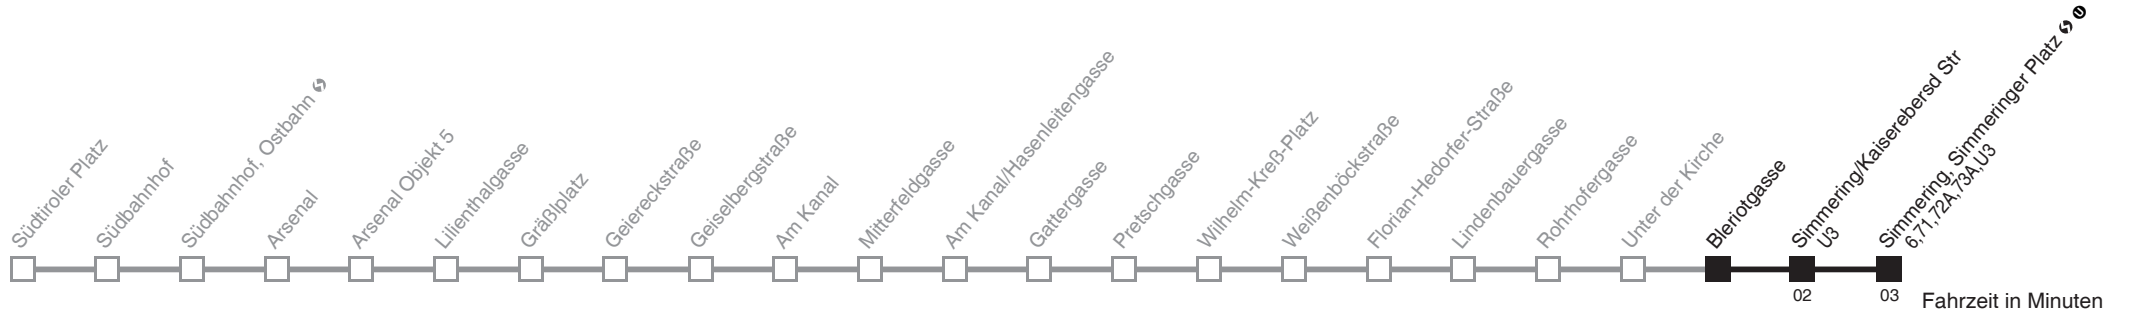 Südtiroler Platz
Südbahnhof
Südbahnhof, Ostbahn
Arsenal
Arsenal Objekt 5
Lilienthalgasse
Gräßlplatz
Geiereckstraße
Geiselbergstraße
Am Kanal
Mitterfeldgasse
Am Kanal/Hasenleitengasse
Gattergasse
Pretschgasse
Wilhelm-Kreß-Platz
Weißenböckstraße
Florian-Hedorfer-Straße
Lindenbauergasse
Rohrhofergasse
Unter der Kirche
Bleriotgasse
Simmering/Kaiserebersd Str
U3
Simmering, Simmeringer Platz S U
6,71,72A,73A,U3
02
03
Fahrzeit in Minuten